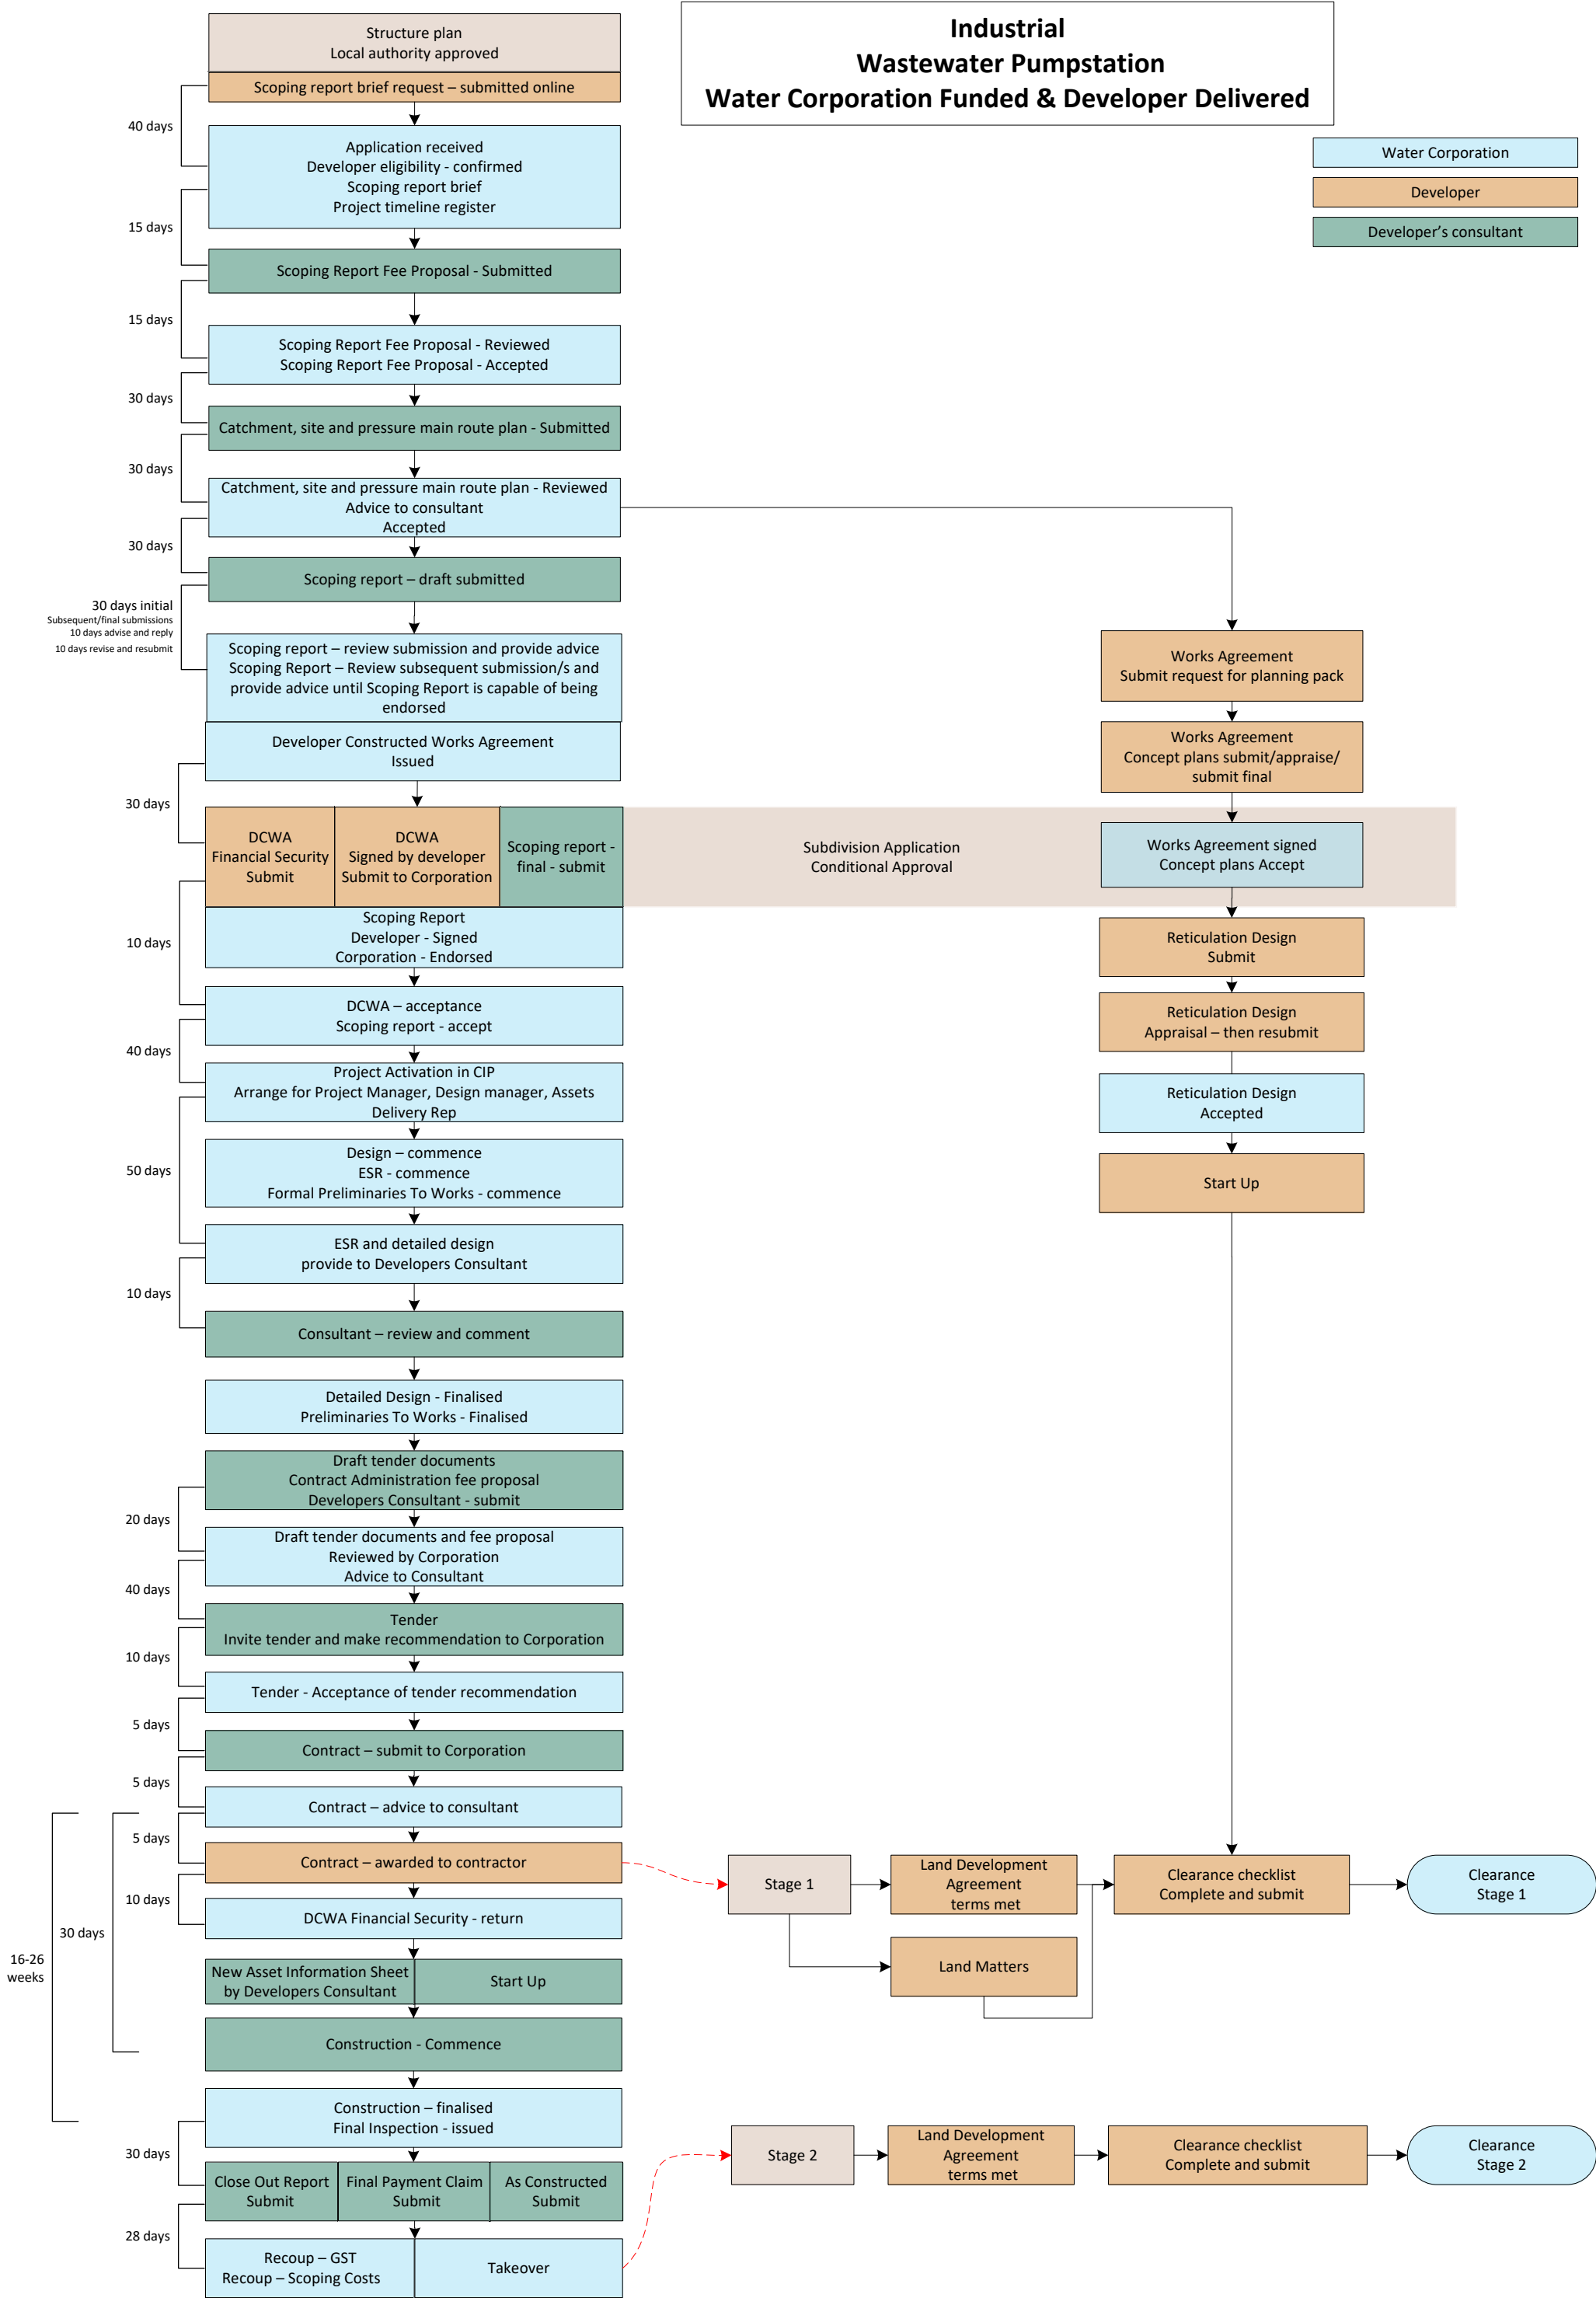 Industrial
Wastewater Pumpstation
Water Corporation Funded & Developer Delivered
Water Corporation
Developer
Developer’s consultant
Structure plan
Local authority approved
Scoping report brief request – submitted online
40 days
Application received
Developer eligibility - confirmed
Scoping report brief
Project timeline register
15 days
Scoping Report Fee Proposal - Submitted
15 days
Scoping Report Fee Proposal - Reviewed
Scoping Report Fee Proposal - Accepted
30 days
Catchment, site and pressure main route plan - Submitted
30 days
Catchment, site and pressure main route plan - Reviewed
Advice to consultant
Accepted
30 days
Scoping report – draft submitted
30 days initial
Subsequent/final submissions
10 days advise and reply
10 days revise and resubmit
Scoping report – review submission and provide advice
Scoping Report – Review subsequent submission/s and
provide advice until Scoping Report is capable of being
endorsed
Developer Constructed Works Agreement
Issued
30 days
DCWA
Financial Security
Submit
DCWA
Signed by developer
Submit to Corporation
Scoping report -
final - submit
Subdivision Application
Conditional Approval
10 days
Scoping Report
Developer - Signed
Corporation - Endorsed
DCWA – acceptance
Scoping report - accept
40 days
Project Activation in CIP
Arrange for Project Manager, Design manager, Assets
Delivery Rep
50 days
Design – commence
ESR - commence
Formal Preliminaries To Works - commence
ESR and detailed design
provide to Developers Consultant
10 days
Consultant – review and comment
Detailed Design - Finalised
Preliminaries To Works - Finalised
Draft tender documents
Contract Administration fee proposal
Developers Consultant - submit
20 days
Draft tender documents and fee proposal
Reviewed by Corporation
Advice to Consultant
40 days
Tender
Invite tender and make recommendation to Corporation
10 days
Tender - Acceptance of tender recommendation
5 days
Contract – submit to Corporation
5 days
Contract – advice to consultant
5 days
Contract – awarded to contractor
10 days
DCWA Financial Security - return
30 days
16-26
weeks
New Asset Information Sheet
by Developers Consultant
Start Up
Construction - Commence
Construction – finalised
Final Inspection - issued
30 days
Close Out Report
Submit
Final Payment Claim
Submit
As Constructed
Submit
28 days
Recoup – GST
Recoup – Scoping Costs
Takeover
Works Agreement
Submit request for planning pack
Works Agreement
Concept plans submit/appraise/
submit final
Works Agreement signed
Concept plans Accept
Reticulation Design
Submit
Reticulation Design
Appraisal – then resubmit
Reticulation Design
Accepted
Start Up
Stage 1
Land Development
Agreement
terms met
Land Matters
Clearance checklist
Complete and submit
Clearance
Stage 1
Stage 2
Land Development
Agreement
terms met
Clearance checklist
Complete and submit
Clearance
Stage 2